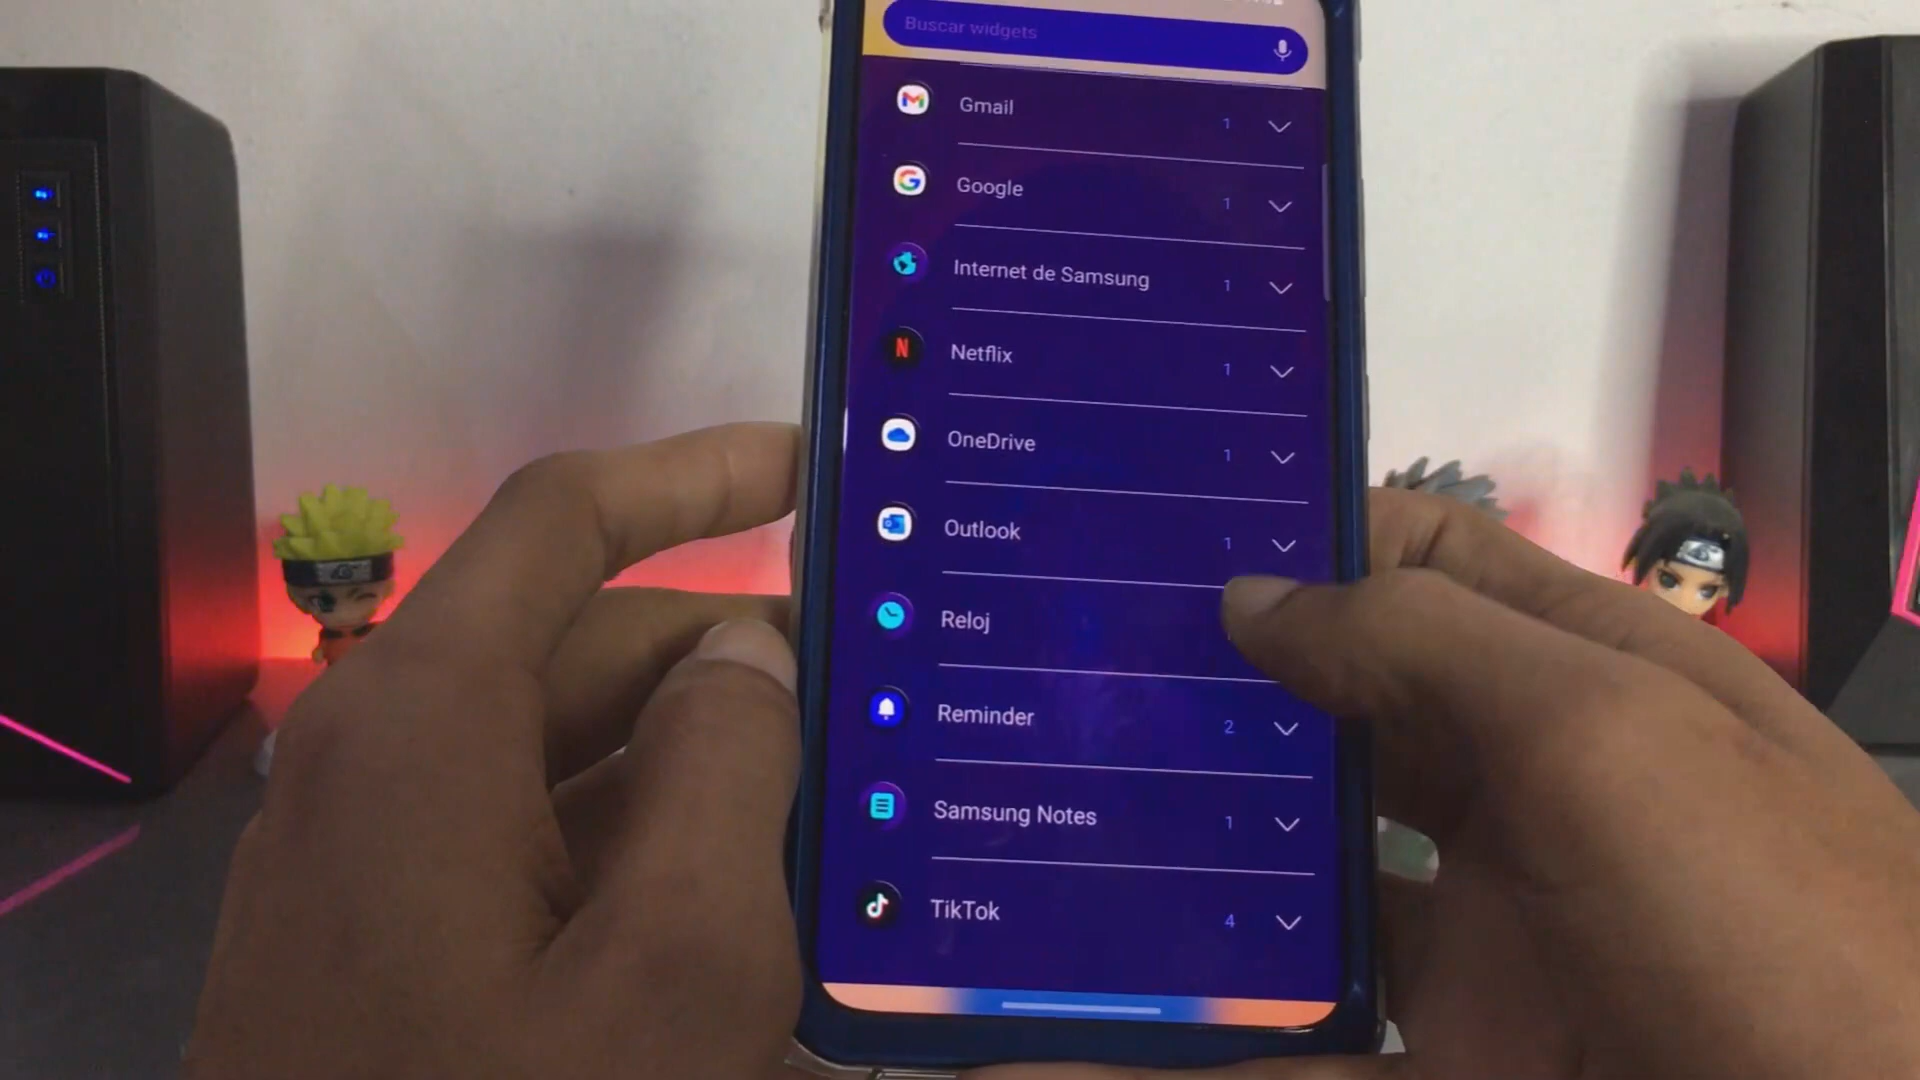 Buscar widgets
Gmail 1
Google 1
Internet de Samsung 1
Netflix 1
OneDrive 1
Outlook 1
Reloj
Reminder 2
Samsung Notes 1
TikTok 4